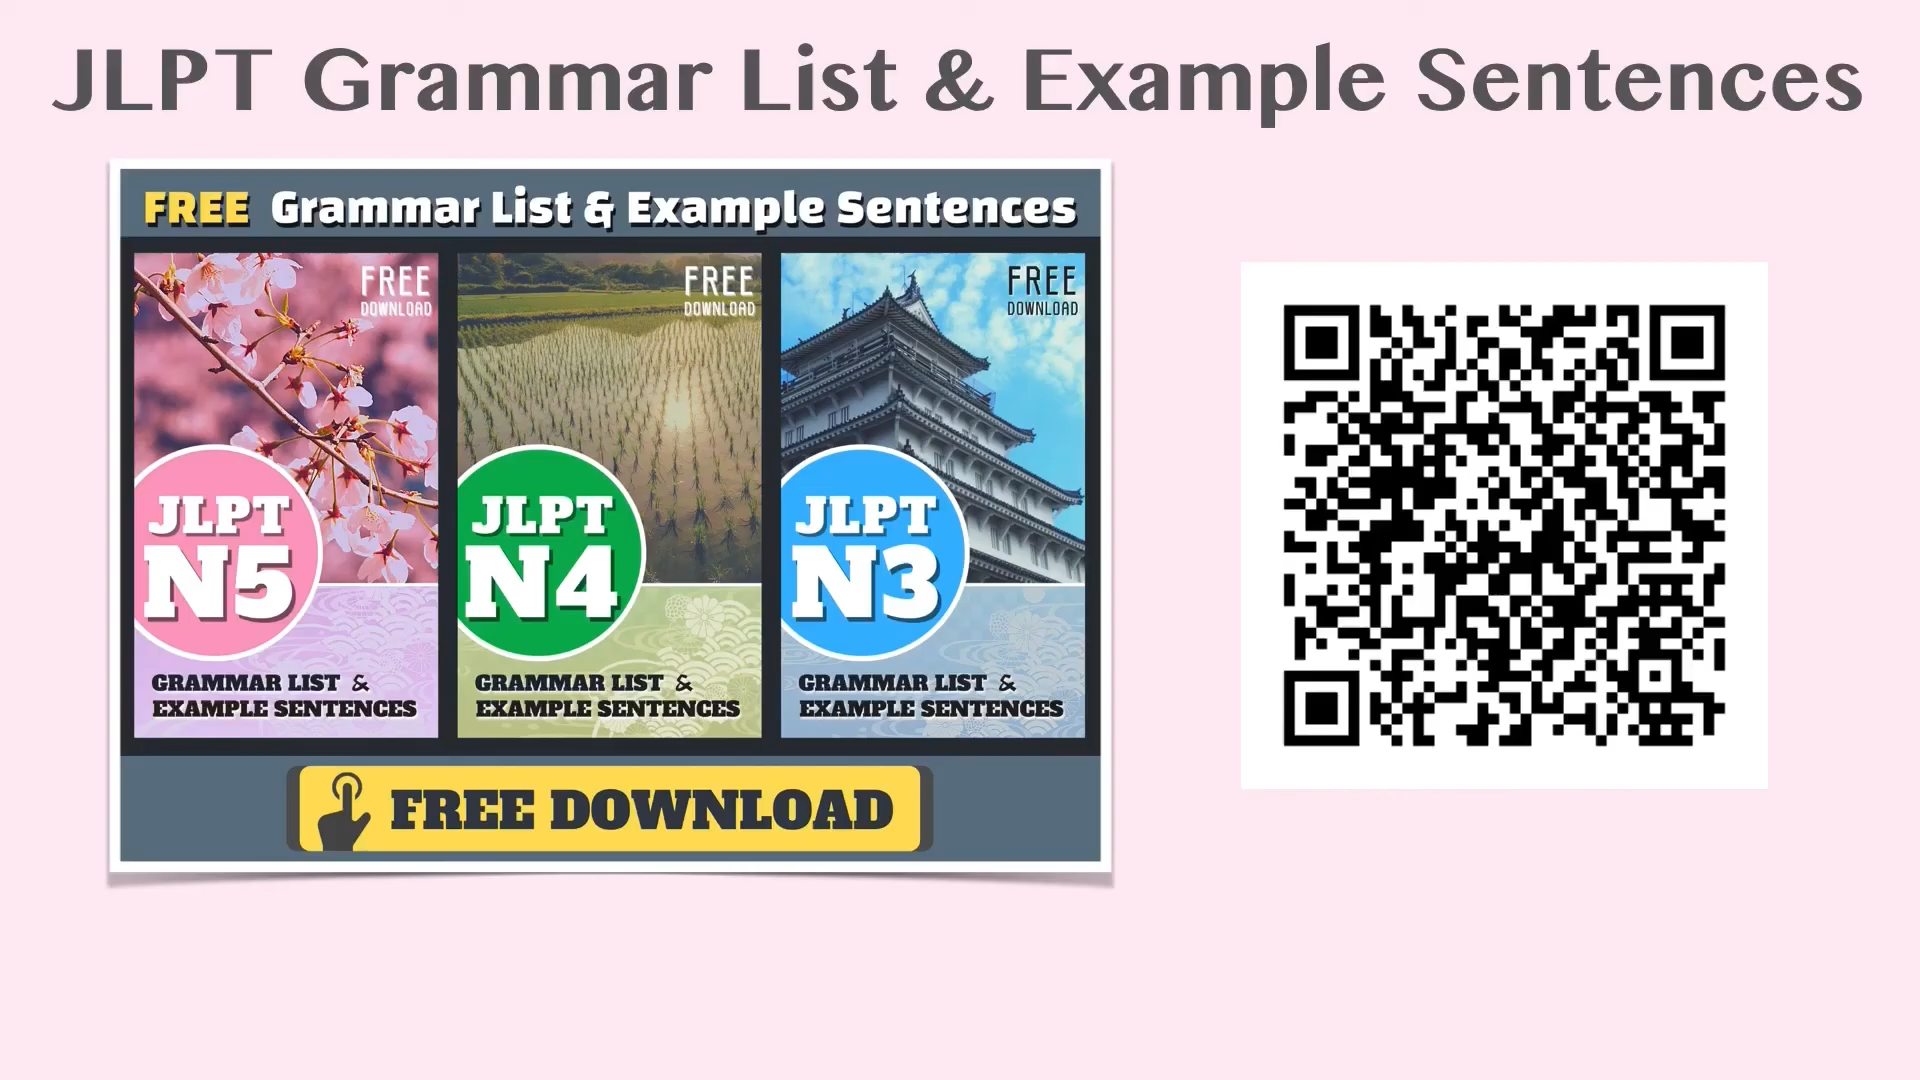 JLPT Grammar List & Example Sentences
FREE Grammar List & Example Sentences
FREE
DOWNLOAD
JLPT
N5
GRAMMAR LIST &
EXAMPLE SENTENCES
FREE
DOWNLOAD
JLPT
N4
GRAMMAR LIST &
EXAMPLE SENTENCES
FREE
DOWNLOAD
JLPT
N3
GRAMMAR LIST &
EXAMPLE SENTENCES
FREE DOWNLOAD